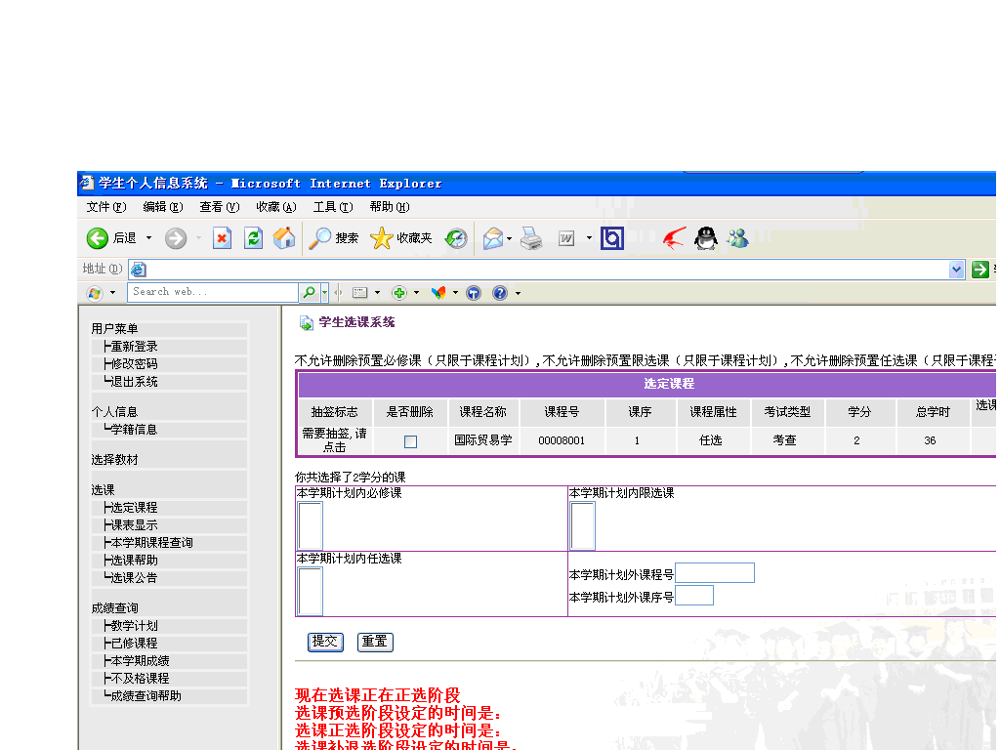 学生个人信息系统 - Microsoft Internet Explorer
文件(F) 编辑(E) 查看(V) 收藏(A) 工具(T) 帮助(H)
后退 搜索 收藏夹 W
地址(D)
Search web...
用户菜单
┝重新登录
┝修改密码
┕退出系统
个人信息
┕学籍信息
选择教材
选课
┝选定课程
┝课表显示
┝本学期课程查询
┝选课帮助
┕选课公告
成绩查询
┝教学计划
┝已修课程
┝本学期成绩
┝不及格课程
┕成绩查询帮助
学生选课系统
不允许删除预置必修课（只限于课程计划）,不允许删除预置限选课（只限于课程计划）,不允许删除预置任选课（只限于课程
选定课程
抽签标志 是否删除 课程名称 课程号 课序 课程属性 考试类型 学分 总学时 选课
需要抽签,请点击 国际贸易学 00008001 1 任选 考查 2 36
你共选择了2学分的课
本学期计划内必修课 本学期计划内限选课
本学期计划内任选课
本学期计划外课程号
本学期计划外课序号
提交 重置
现在选课正在正选阶段
选课预选阶段设定的时间是:
选课正选阶段设定的时间是:
选课补退选阶段设定的时间是: